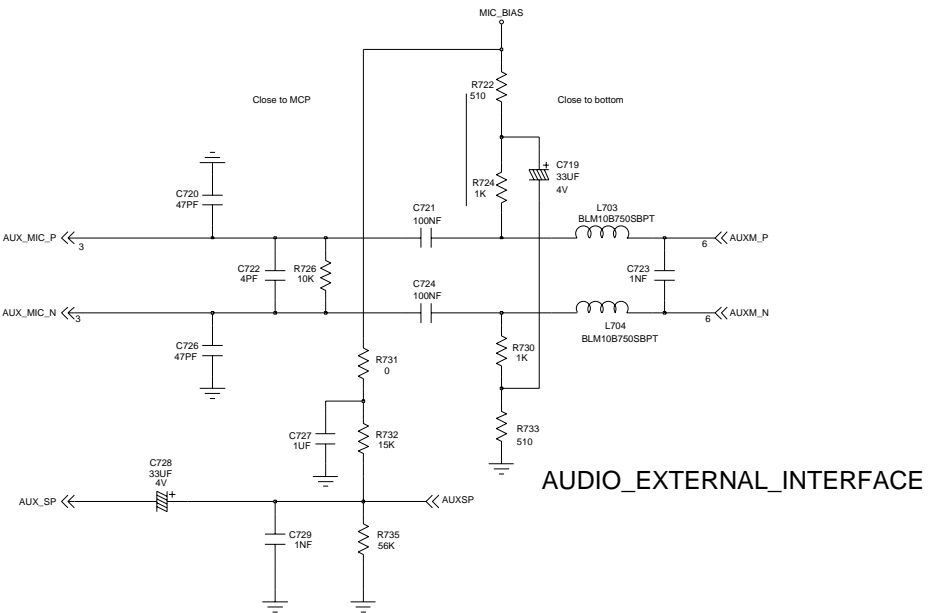 MIC_BIAS
R722
510
Close to MCP
Close to bottom
C719
33UF
4V
R724
1K
C720
47PF
C721
100NF
L703
BLM10B750SBPT
AUX_MIC_P
3
6
AUXM_P
C722
4PF
R726
10K
C723
1NF
C724
100NF
AUX_MIC_N
3
6
AUXM_N
L704
BLM10B750SBPT
C726
47PF
R730
1K
R731
0
C727
1UF
R732
15K
R733
510
C728
33UF
4V
AUX_SP
AUXSP
AUDIO_EXTERNAL_INTERFACE
C729
1NF
R735
56K